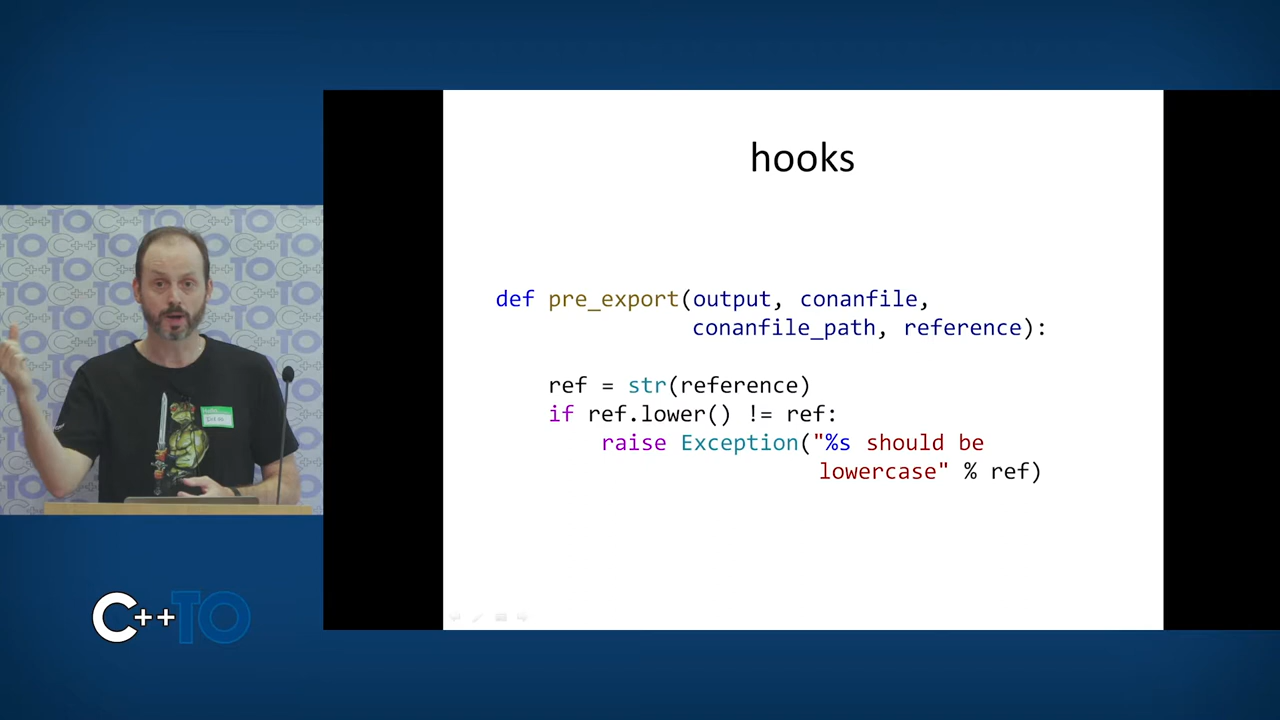 hooks
def pre_export(output, conanfile,
conanfile_path, reference):
ref = str(reference)
if ref.lower() != ref:
raise Exception("%s should be
lowercase" % ref)
C++TO